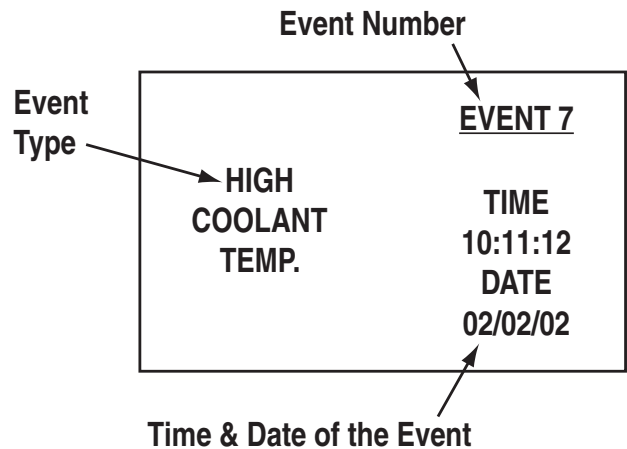 Event Number
Event
Type
EVENT 7
HIGH
COOLANT
TEMP.
TIME
10:11:12
DATE
02/02/02
Time & Date of the Event